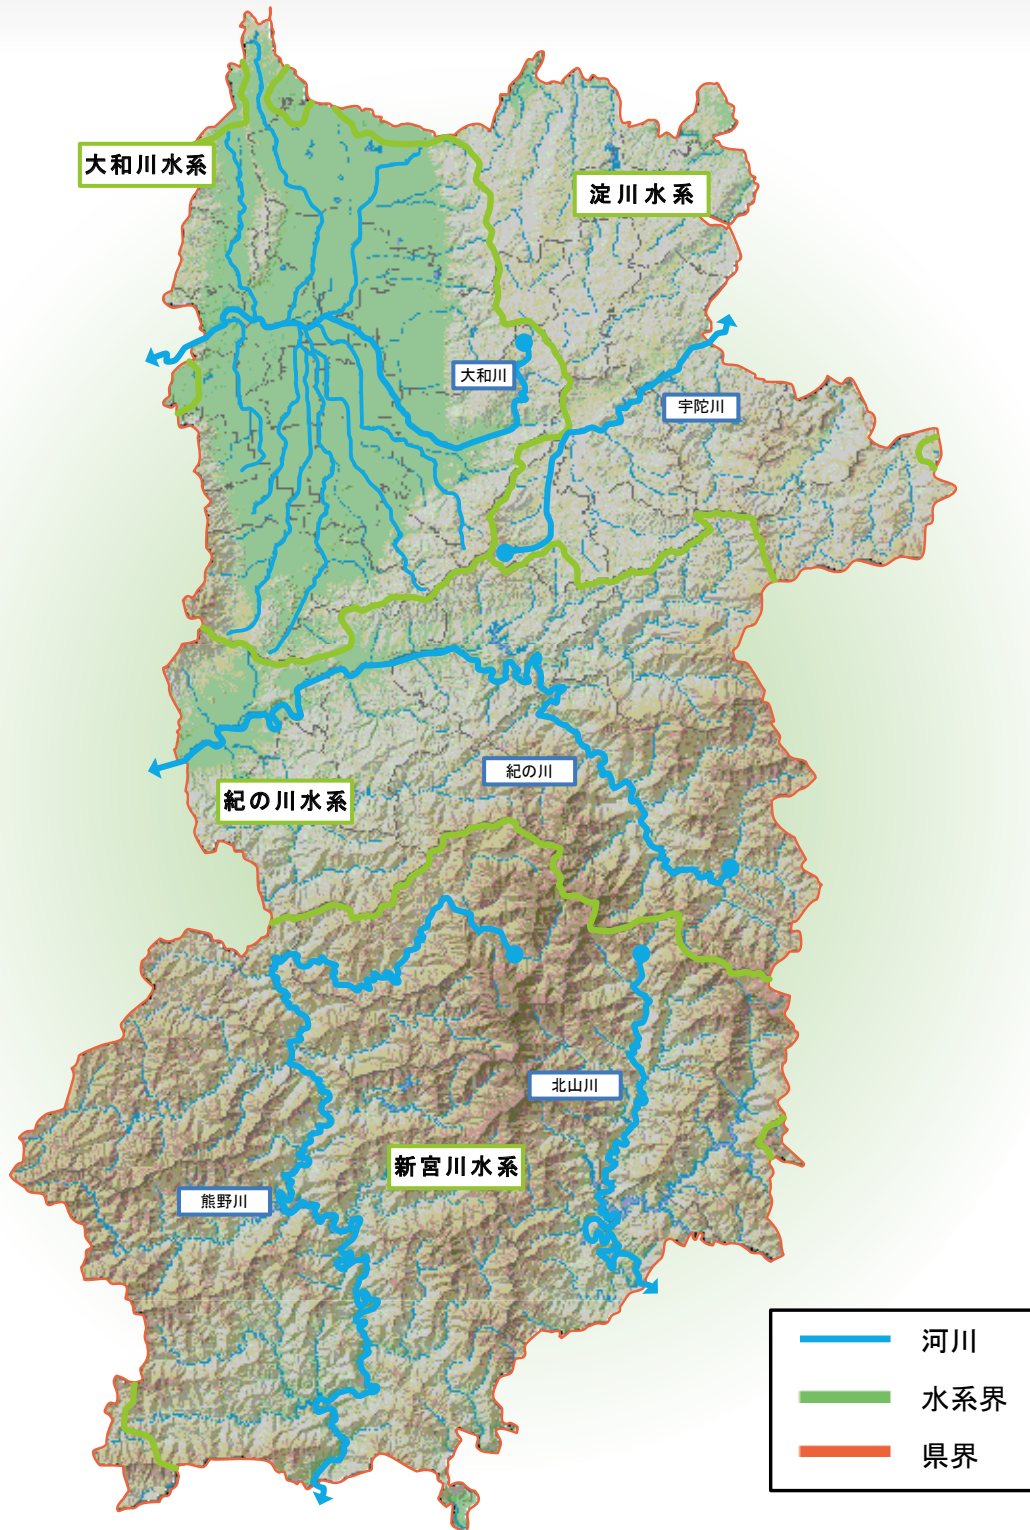 大和川水系
淀川水系
大和川
宇陀川
紀の川
紀の川水系
北山川
新宮川水系
熊野川
河川
水系界
県界